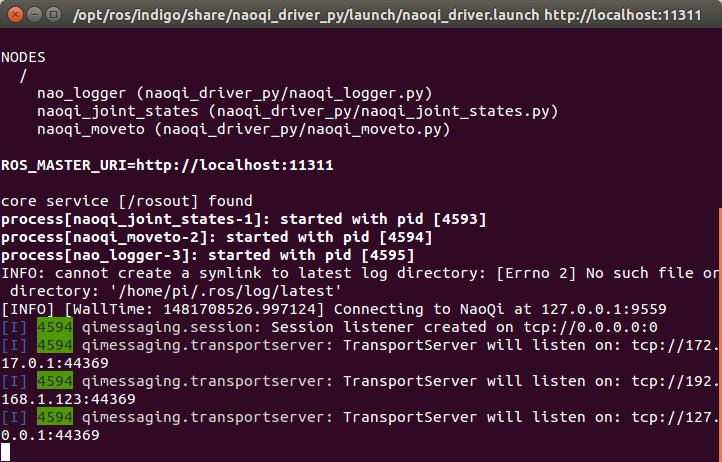 /opt/ros/indigo/share/naoqi_driver_py/launch/naoqi_driver.launch http://localhost:11311
NODES
/
nao_logger (naoqi_driver_py/naoqi_logger.py)
naoqi_joint_states (naoqi_driver_py/naoqi_joint_states.py)
naoqi_moveto (naoqi_driver_py/naoqi_moveto.py)
ROS_MASTER_URI=http://localhost:11311
core service [/rosout] found
process[naoqi_joint_states-1]: started with pid [4593]
process[naoqi_moveto-2]: started with pid [4594]
process[nao_logger-3]: started with pid [4595]
INFO: cannot create a symlink to latest log directory: [Errno 2] No such file or
directory: '/home/pi/.ros/log/latest'
[INFO] [WallTime: 1481708526.997124] Connecting to NaoQi at 127.0.0.1:9559
[I] 4594 qimessaging.session: Session listener created on tcp://0.0.0.0:0
[I] 4594 qimessaging.transportserver: TransportServer will listen on: tcp://172.
17.0.1:44369
[I] 4594 qimessaging.transportserver: TransportServer will listen on: tcp://192.
168.1.123:44369
[I] 4594 qimessaging.transportserver: TransportServer will listen on: tcp://127.
0.0.1:44369